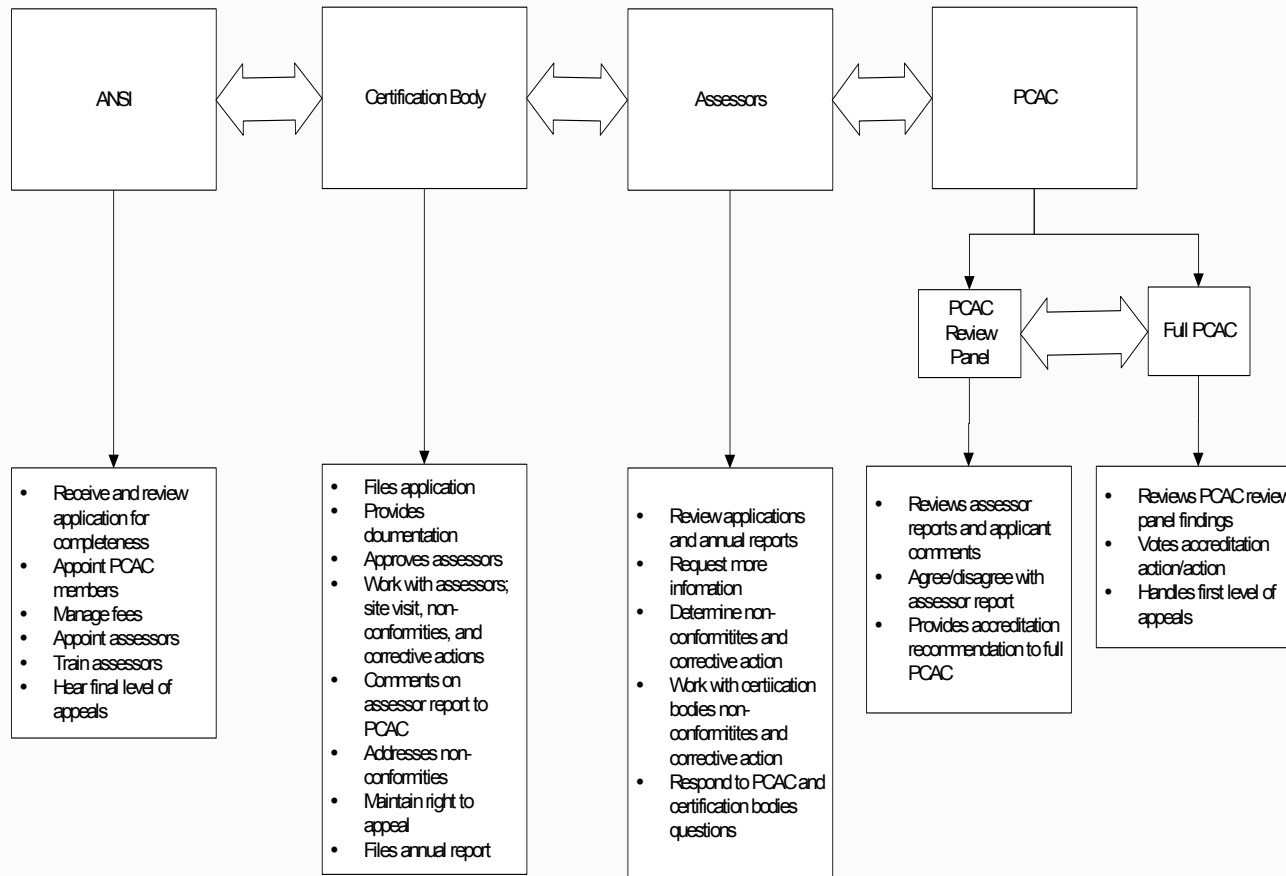 ANSI
Certification Body
Assessors
PCAC
PCAC
Review
Panel
Full PCAC
• Receive and review
application for
completeness
• Appoint PCAC
members
• Manage fees
• Appoint assessors
• Train assessors
• Hear final level of
appeals
• Files application
• Provides
doumentation
• Approves assessors
• Work with assessors;
site visit, non-
conformities, and
corrective actions
• Comments on
assessor report to
PCAC
• Addresses non-
conformities
• Maintain right to
appeal
• Files annual report
• Review applications
and annual reports
• Request more
infomation
• Determine non-
conformitites and
corrective action
• Work with certiication
bodies non-
conformitites and
corrective action
• Respond to PCAC and
certification bodies
questions
• Reviews assessor
reports and applicant
comments
• Agree/disagree with
assessor report
• Provides accreditation
recommendation to full
PCAC
• Reviews PCAC review
panel findings
• Votes accreditation
action/action
• Handles first level of
appeals